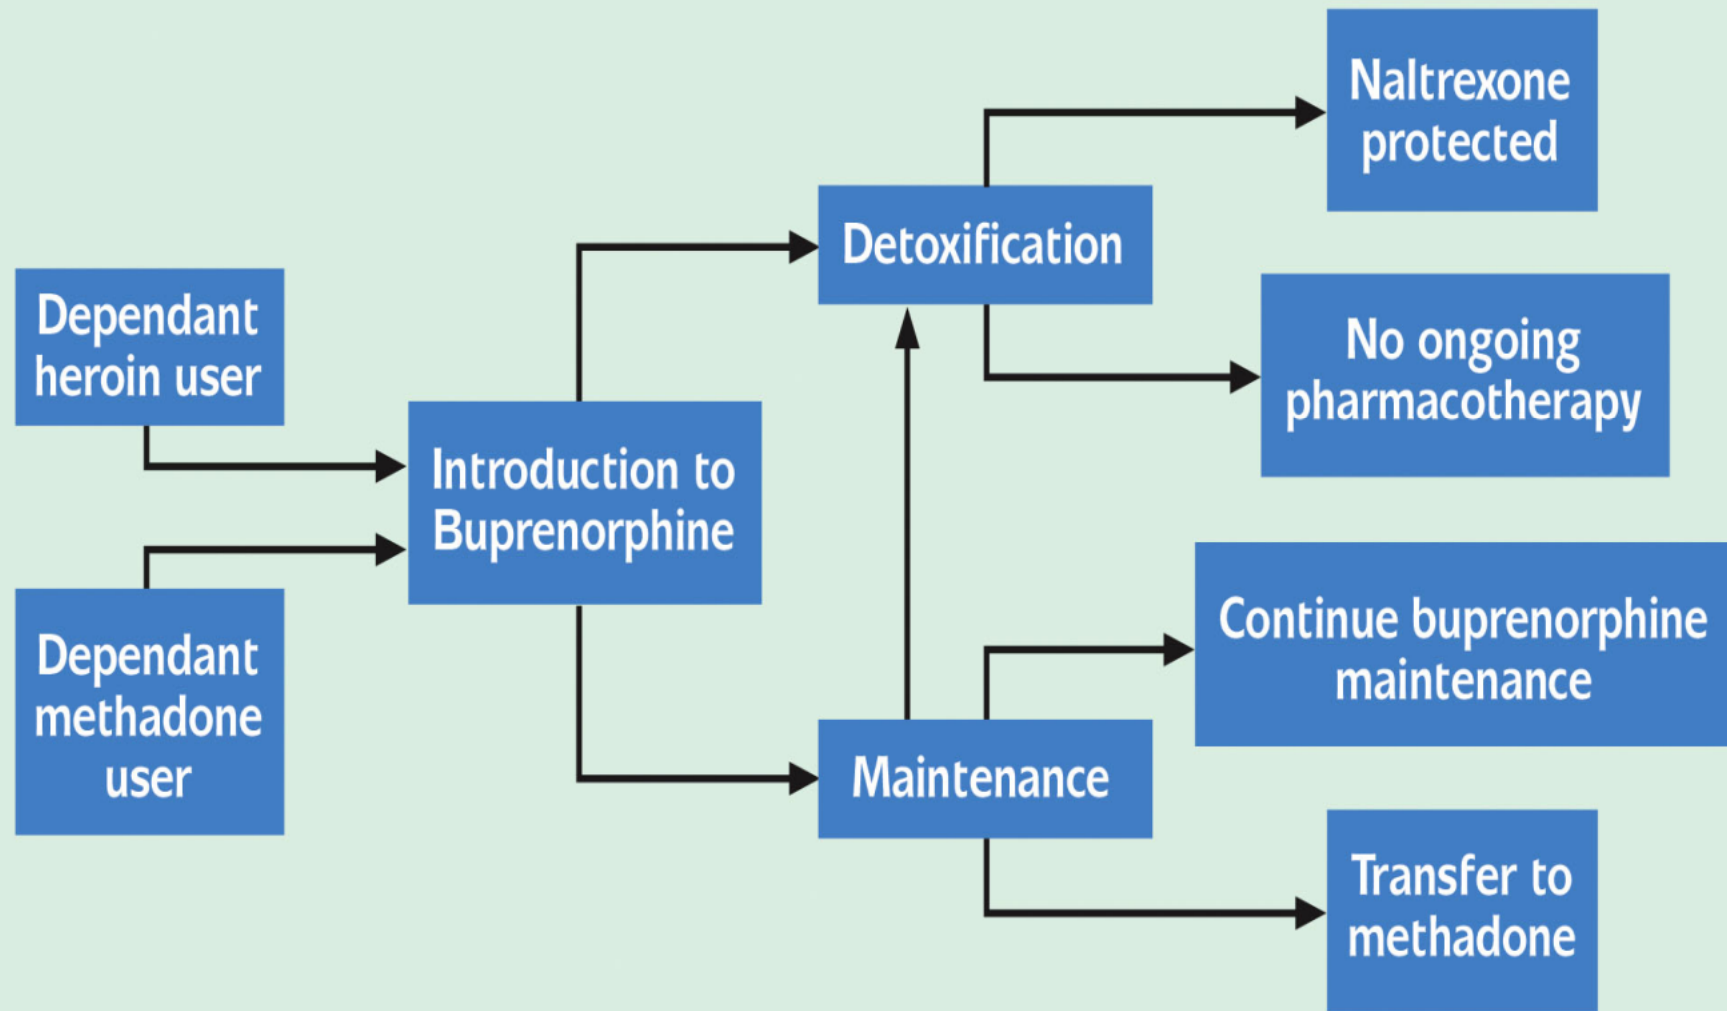 Dependant
heroin user
Dependant
methadone
user
Introduction to
Buprenorphine
Detoxification
Maintenance
Naltrexone
protected
No ongoing
pharmacotherapy
Continue buprenorphine
maintenance
Transfer to
methadone